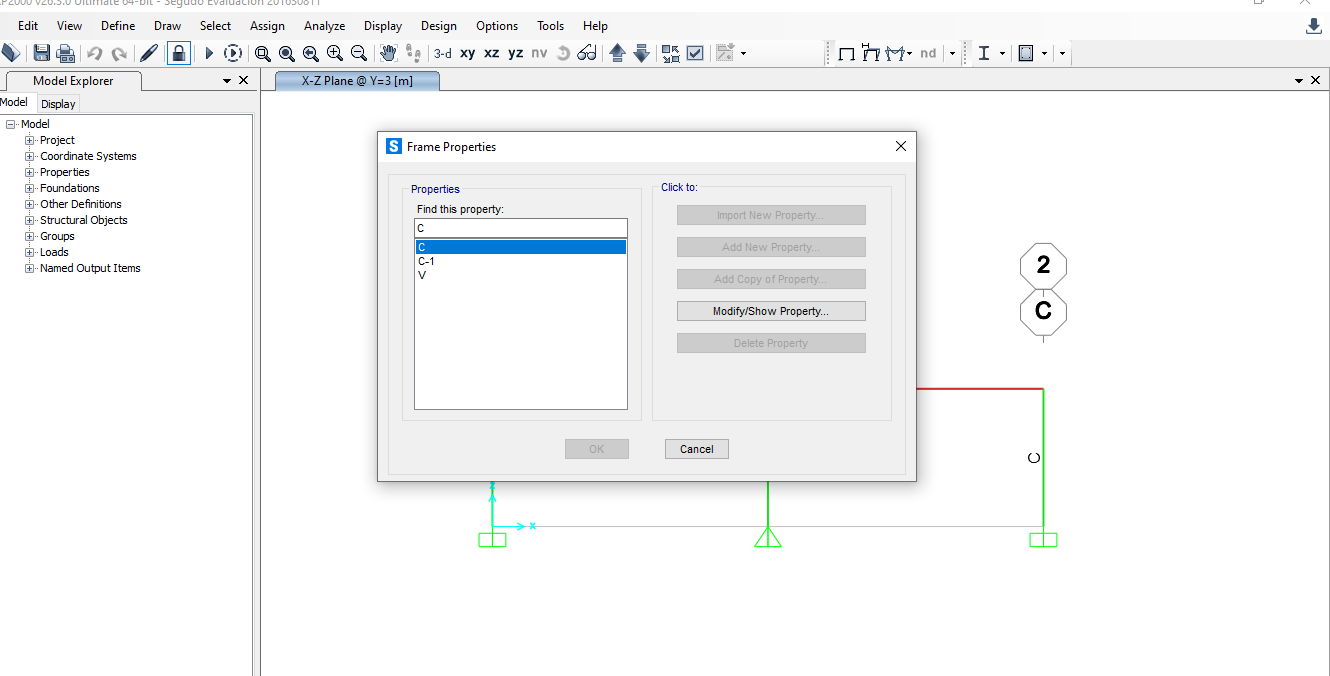 P2000 v26.3.0 Ultimate 64-bit - Segudo Evaluacion 201630811
Edit View Define Draw Select Assign Analyze Display Design Options Tools Help
3-d xy xz yz nv nd
Model Explorer
X-Z Plane @ Y=3 [m]
Model Display
Model
Project
Coordinate Systems
Properties
Foundations
Other Definitions
Structural Objects
Groups
Loads
Named Output Items
S Frame Properties
Properties
Find this property:
C
C
C-1
V
Click to:
Import New Property...
Add New Property...
Add Copy of Property...
Modify/Show Property...
Delete Property
OK Cancel
2
C
C
Z
X